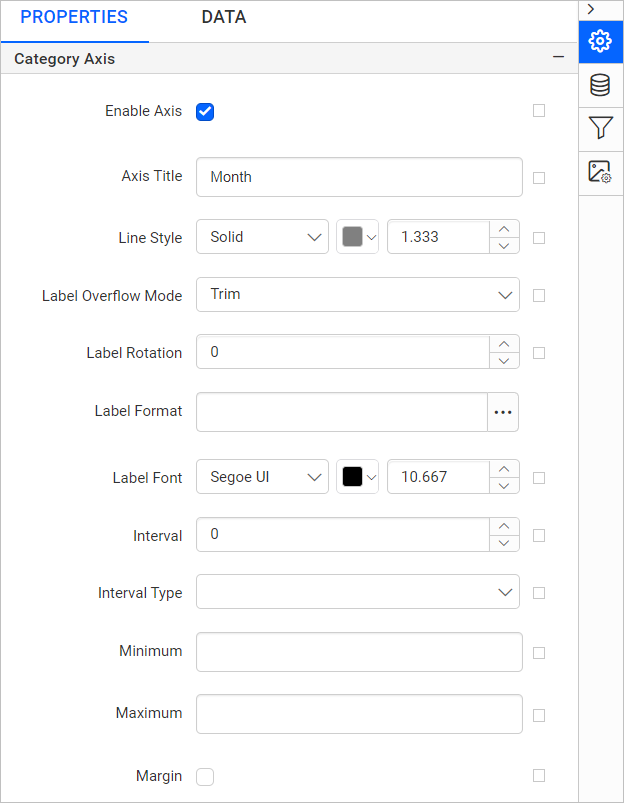 PROPERTIES DATA
Category Axis
Enable Axis
Axis Title Month
Line Style Solid 1.333
Label Overflow Mode Trim
Label Rotation 0
Label Format
Label Font Segoe UI 10.667
Interval 0
Interval Type
Minimum
Maximum
Margin